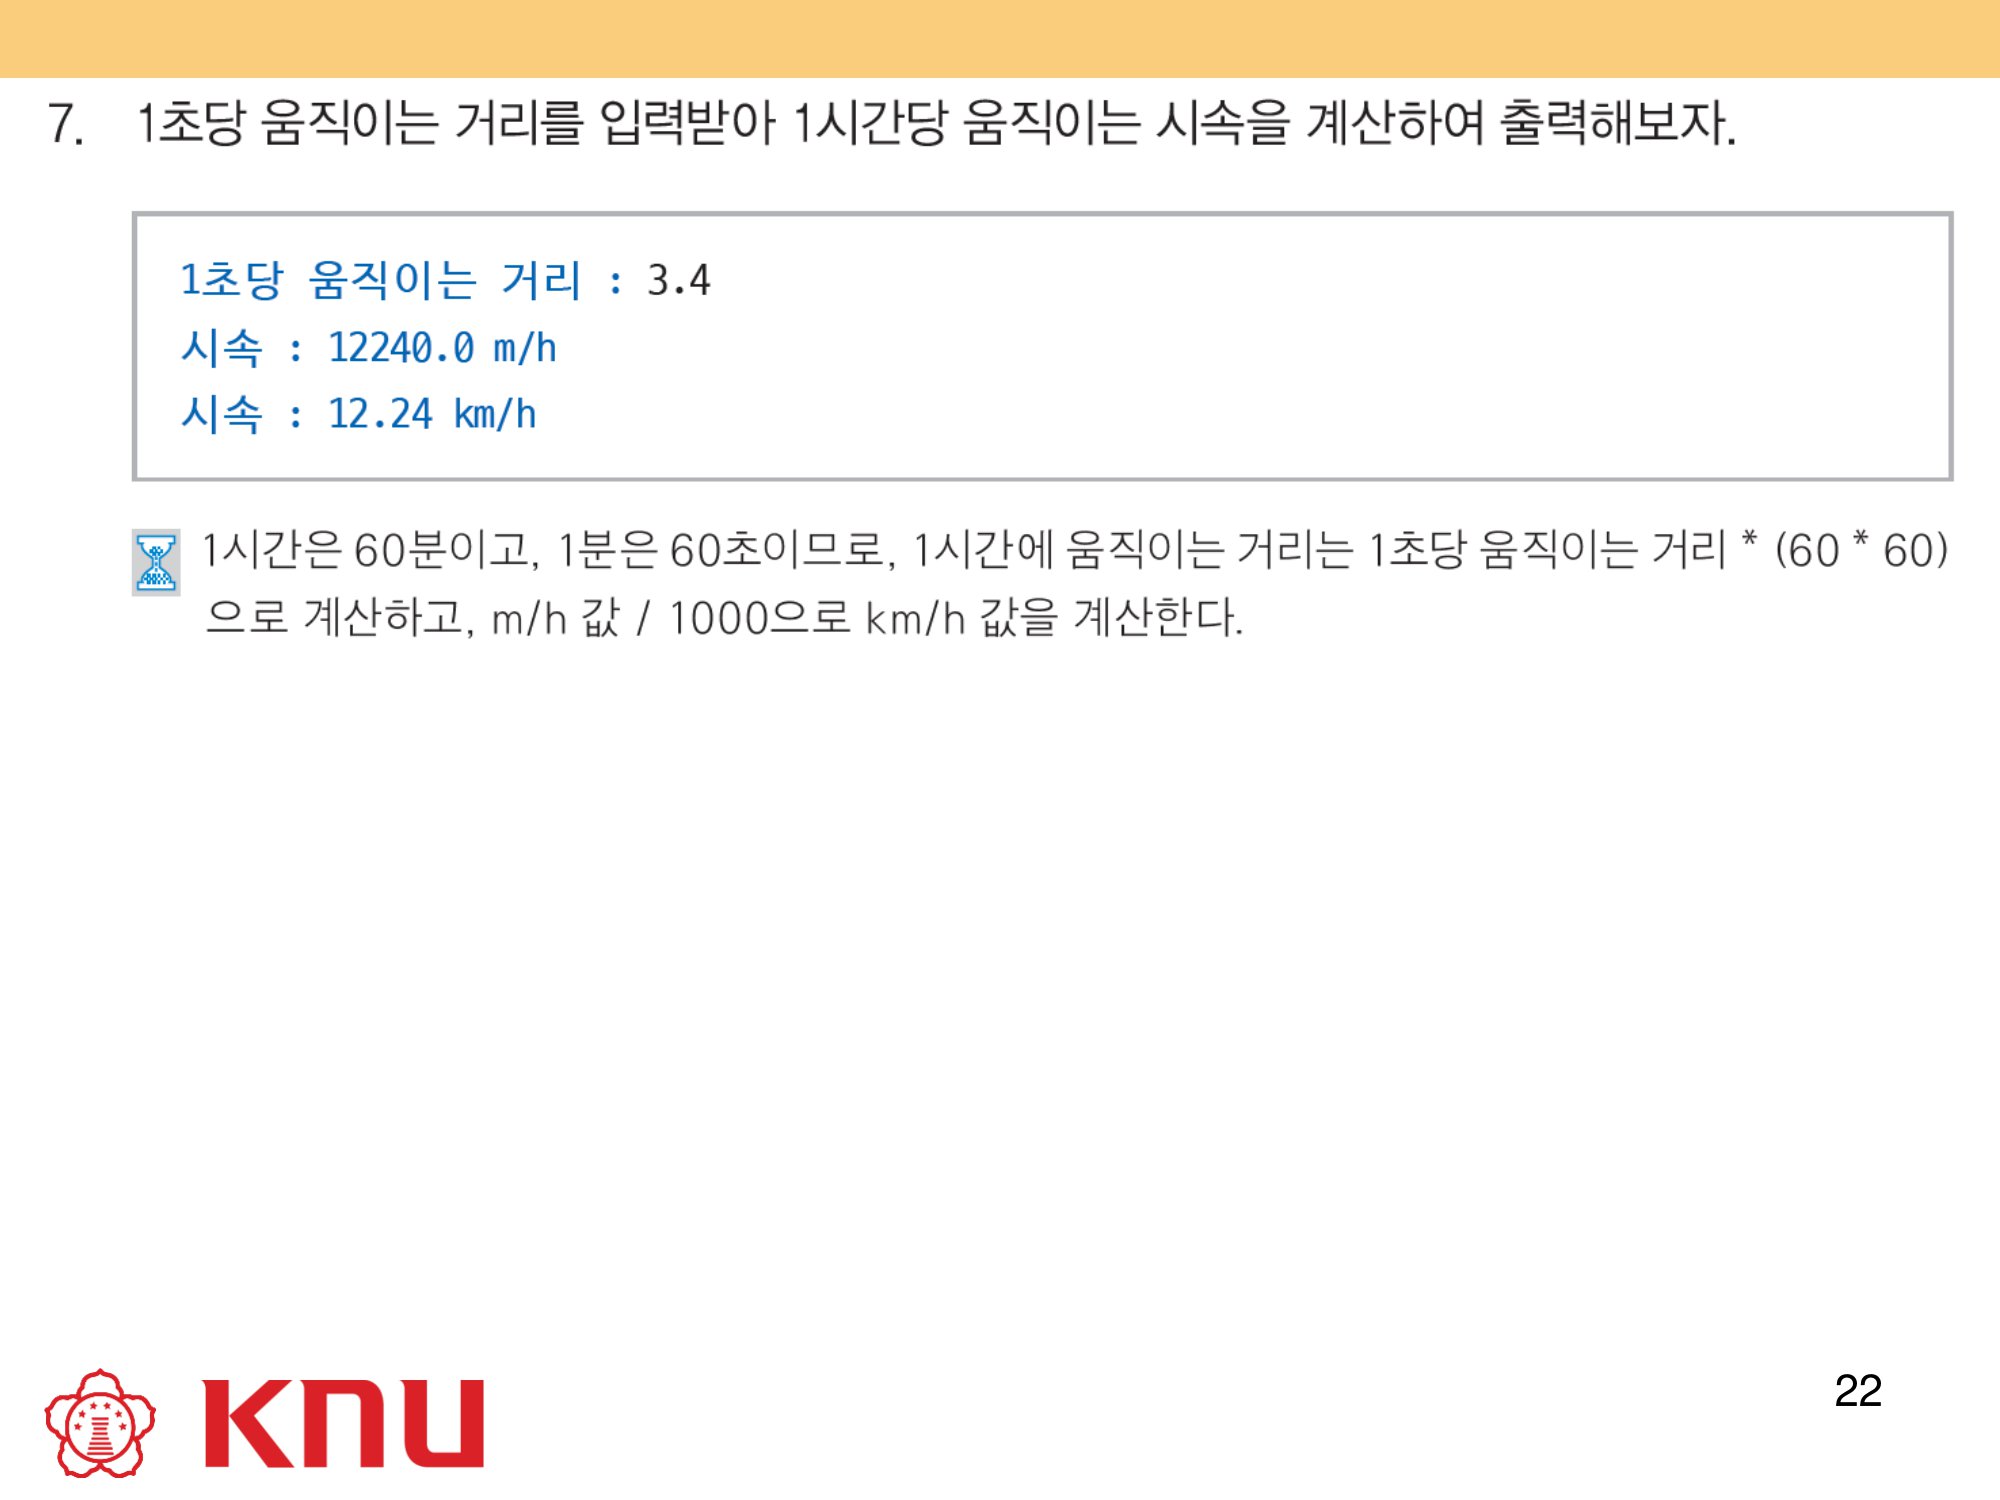 7. 1초당 움직이는 거리를 입력받아 1시간당 움직이는 시속을 계산하여 출력해보자.
1초당 움직이는 거리 : 3.4
시속 : 12240.0 m/h
시속 : 12.24 km/h
1시간은 60분이고, 1분은 60초이므로, 1시간에 움직이는 거리는 1초당 움직이는 거리 * (60 * 60)
으로 계산하고, m/h 값 / 1000으로 km/h 값을 계산한다.
KNU
22